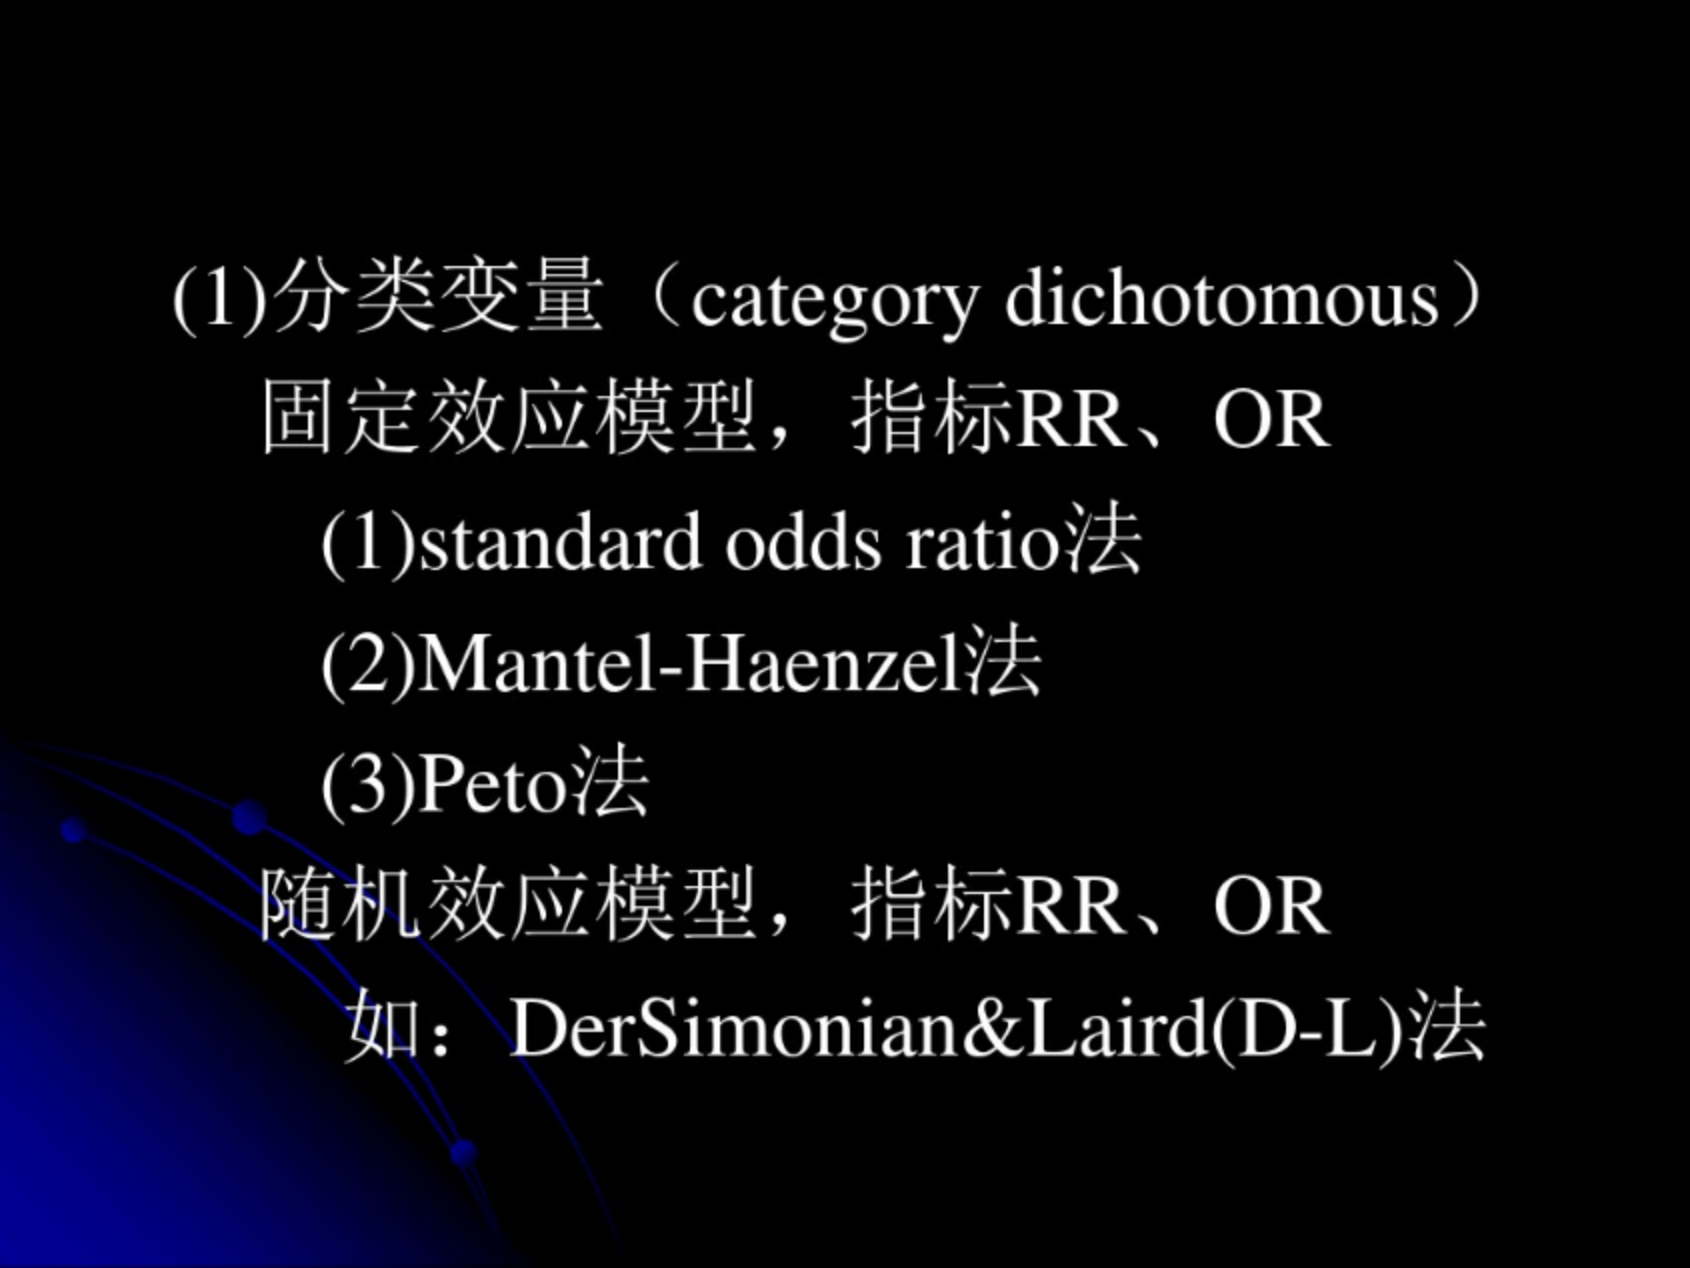 (1)分类变量（category dichotomous）
固定效应模型，指标RR、OR
(1)standard odds ratio法
(2)Mantel-Haenzel法
(3)Peto法
随机效应模型，指标RR、OR
如：DerSimonian&Laird(D-L)法